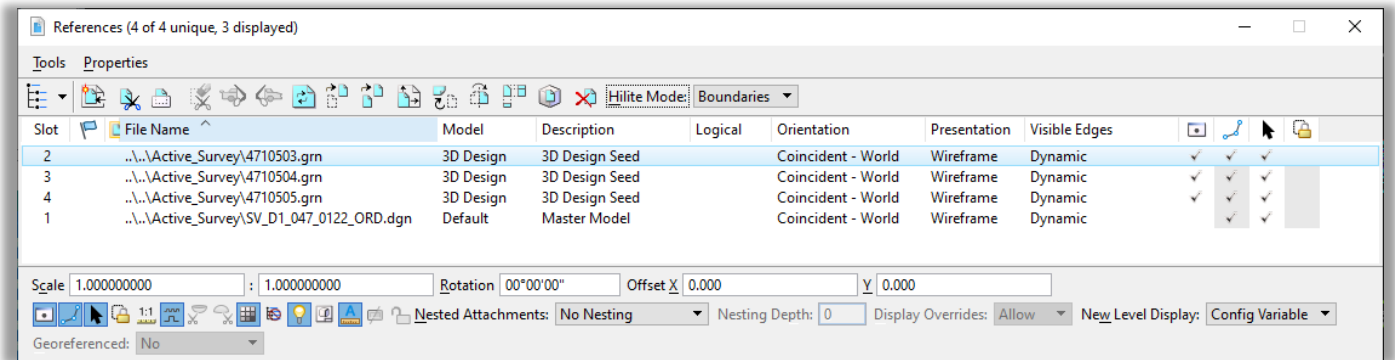 References (4 of 4 unique, 3 displayed)
Tools Properties
Hilite Mode: Boundaries
Slot File Name Model Description Logical Orientation Presentation Visible Edges
2 ..\..\Active_Survey\4710503.grn 3D Design 3D Design Seed Coincident - World Wireframe Dynamic
3 ..\..\Active_Survey\4710504.grn 3D Design 3D Design Seed Coincident - World Wireframe Dynamic
4 ..\..\Active_Survey\4710505.grn 3D Design 3D Design Seed Coincident - World Wireframe Dynamic
1 ..\..\Active_Survey\SV_D1_047_0122_ORD.dgn Default Master Model Coincident - World Wireframe Dynamic
Scale 1.000000000 : 1.000000000 Rotation 00°00'00" Offset X 0.000 Y 0.000
1:1 Nested Attachments: No Nesting Nesting Depth: 0 Display Overrides: Allow New Level Display: Config Variable
Georeferenced: No